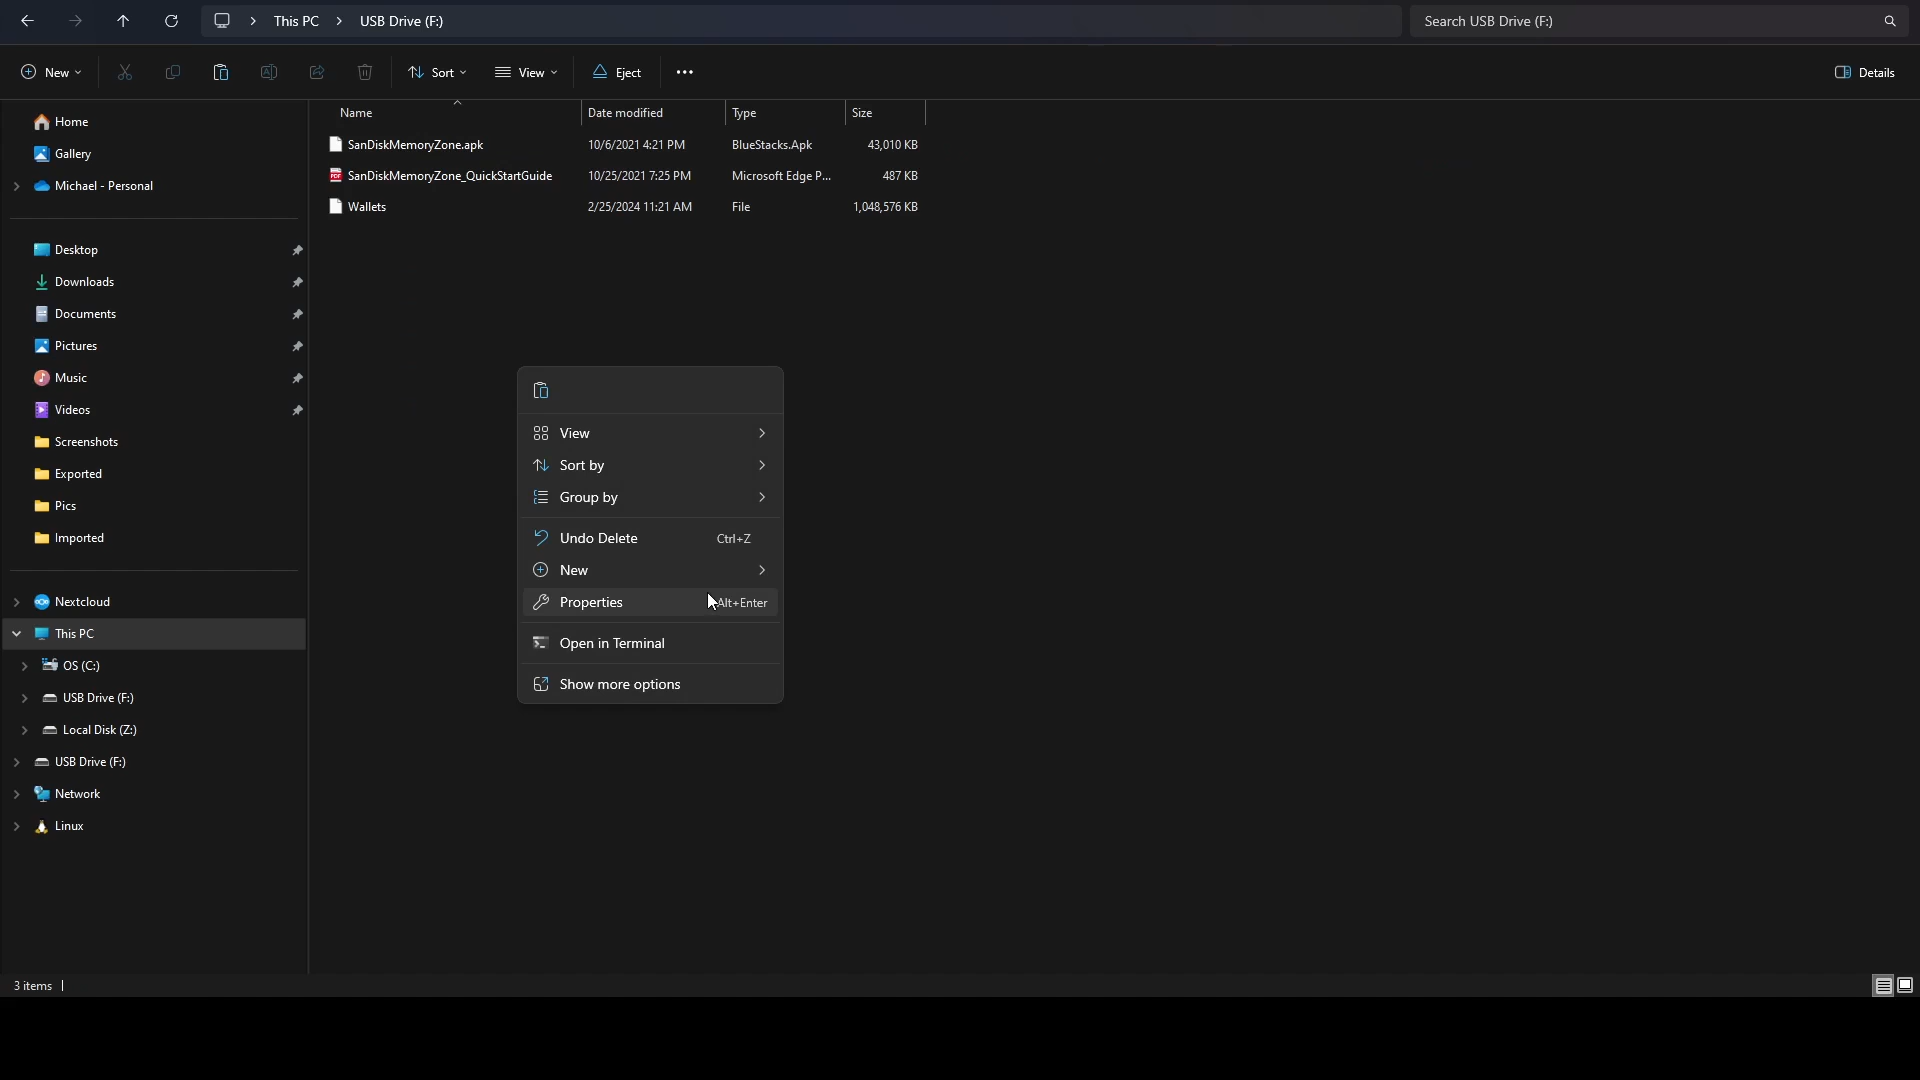 This PC > USB Drive (F:)
Search USB Drive (F:)
New
Sort
View
Eject
Details
Home
Gallery
Michael - Personal
Desktop
Downloads
Documents
Pictures
Music
Videos
Screenshots
Exported
Pics
Imported
Nextcloud
This PC
OS (C:)
USB Drive (F:)
Local Disk (Z:)
USB Drive (F:)
Network
Linux
Name Date modified Type Size
SanDiskMemoryZone.apk 10/6/2021 4:21 PM BlueStacks.Apk 43,010 KB
PDF SanDiskMemoryZone_QuickStartGuide 10/25/2021 7:25 PM Microsoft Edge P... 487 KB
Wallets 2/25/2024 11:21 AM File 1,048,576 KB
View
Sort by
Group by
Undo Delete Ctrl+Z
New
Properties Alt+Enter
Open in Terminal
Show more options
3 items